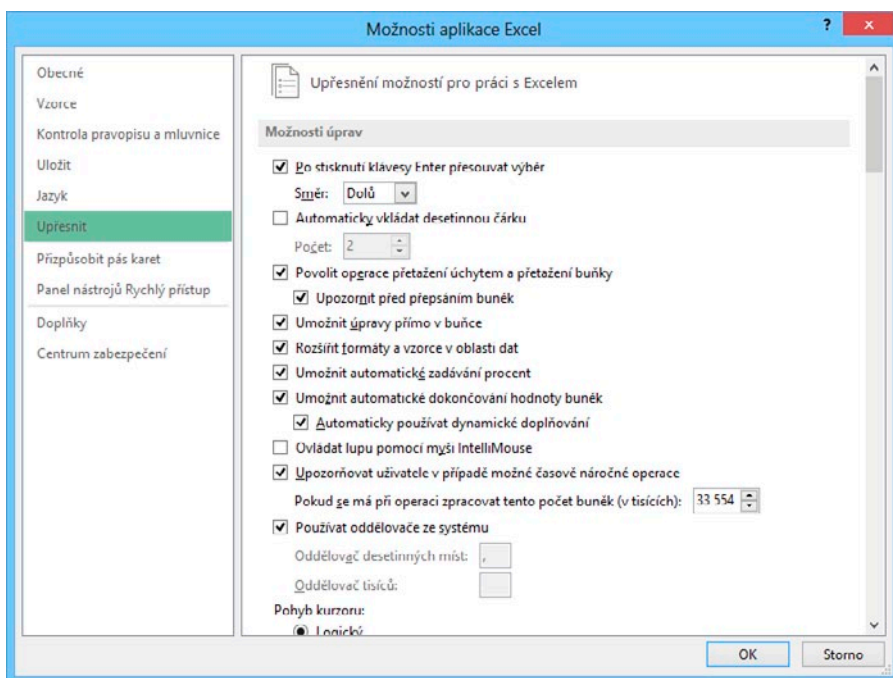 Možnosti aplikace Excel
?
x
Obecné
Vzorce
Kontrola pravopisu a mluvnice
Uložit
Jazyk
Upřesnit
Přizpůsobit pás karet
Panel nástrojů Rychlý přístup
Doplňky
Centrum zabezpečení
Upřesnění možností pro práci s Excelem
Možnosti úprav
Po stisknutí klávesy Enter přesouvat výběr
Směr: Dolů
Automaticky vkládat desetinnou čárku
Počet: 2
Povolit operace přetažení úchytem a přetažení buňky
Upozornit před přepsáním buněk
Umožnit úpravy přímo v buňce
Rozšířit formáty a vzorce v oblasti dat
Umožnit automatické zadávání procent
Umožnit automatické dokončování hodnoty buněk
Automaticky používat dynamické doplňování
Ovládat lupu pomocí myši IntelliMouse
Upozorňovat uživatele v případě možné časově náročné operace
Pokud se má při operaci zpracovat tento počet buněk (v tisících): 33 554
Používat oddělovače ze systému
Oddělovač desetinných míst: ,
Oddělovač tisíců:
Pohyb kurzoru:
Logický
OK
Storno